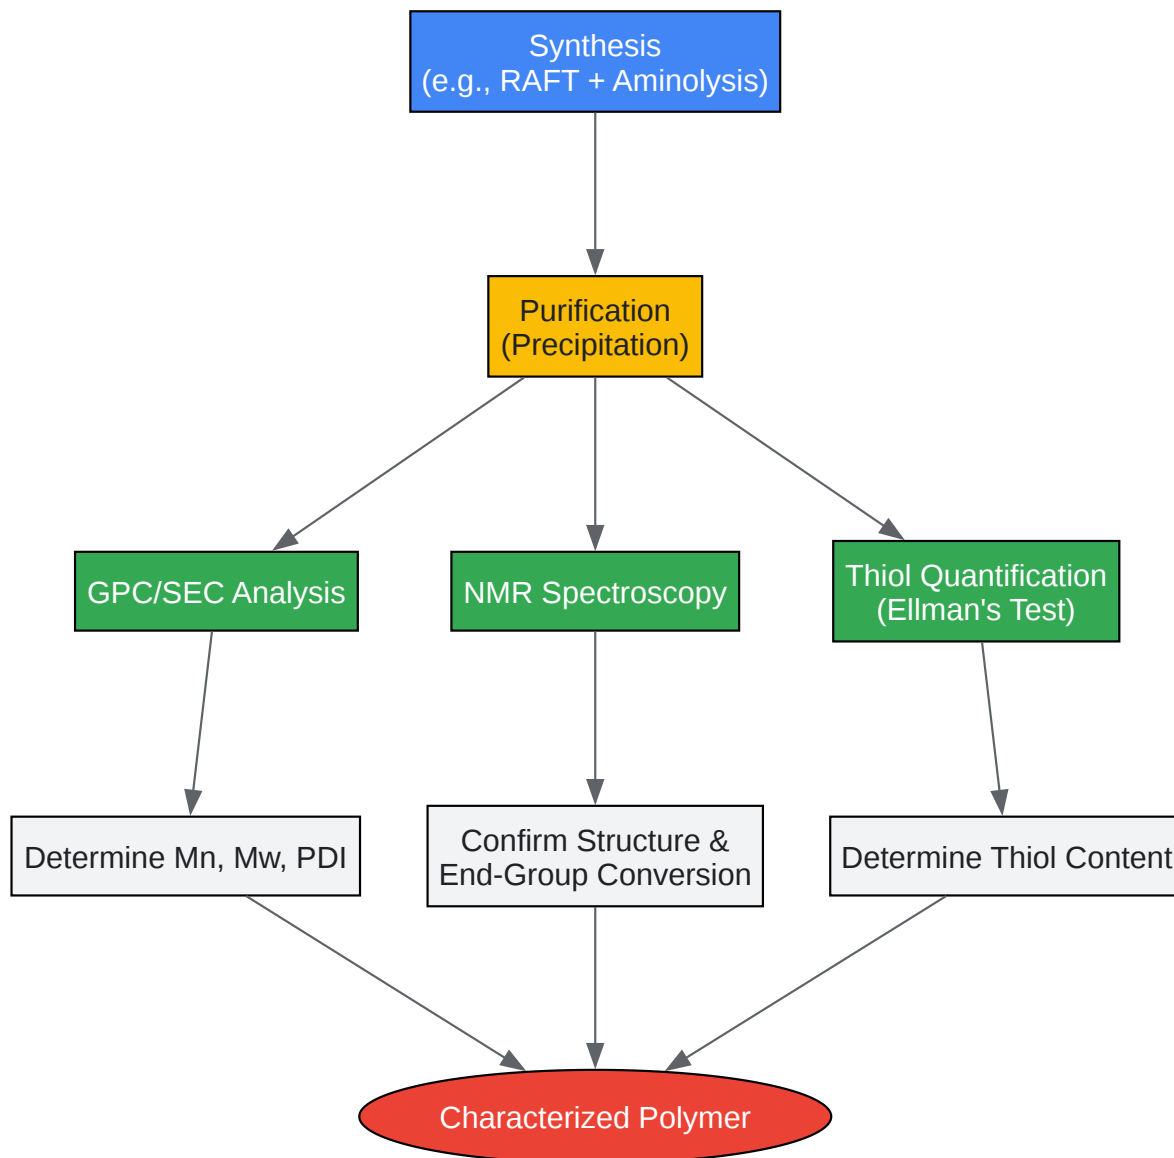 Synthesis
(e.g., RAFT + Aminolysis)
Purification
(Precipitation)
GPC/SEC Analysis
NMR Spectroscopy
Thiol Quantification
(Ellman's Test)
Determine Mn, Mw, PDI
Confirm Structure &
End-Group Conversion
Determine Thiol Content
Characterized Polymer